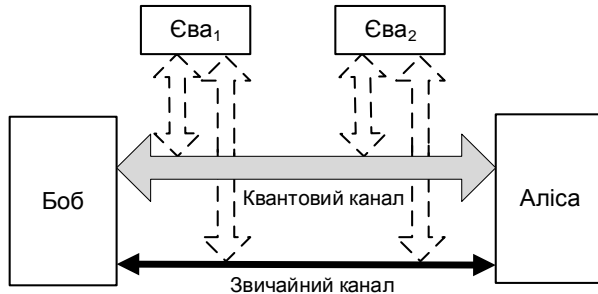 Єва₁
Єва₂
Боб
Квантовий канал
Аліса
Звичайний канал